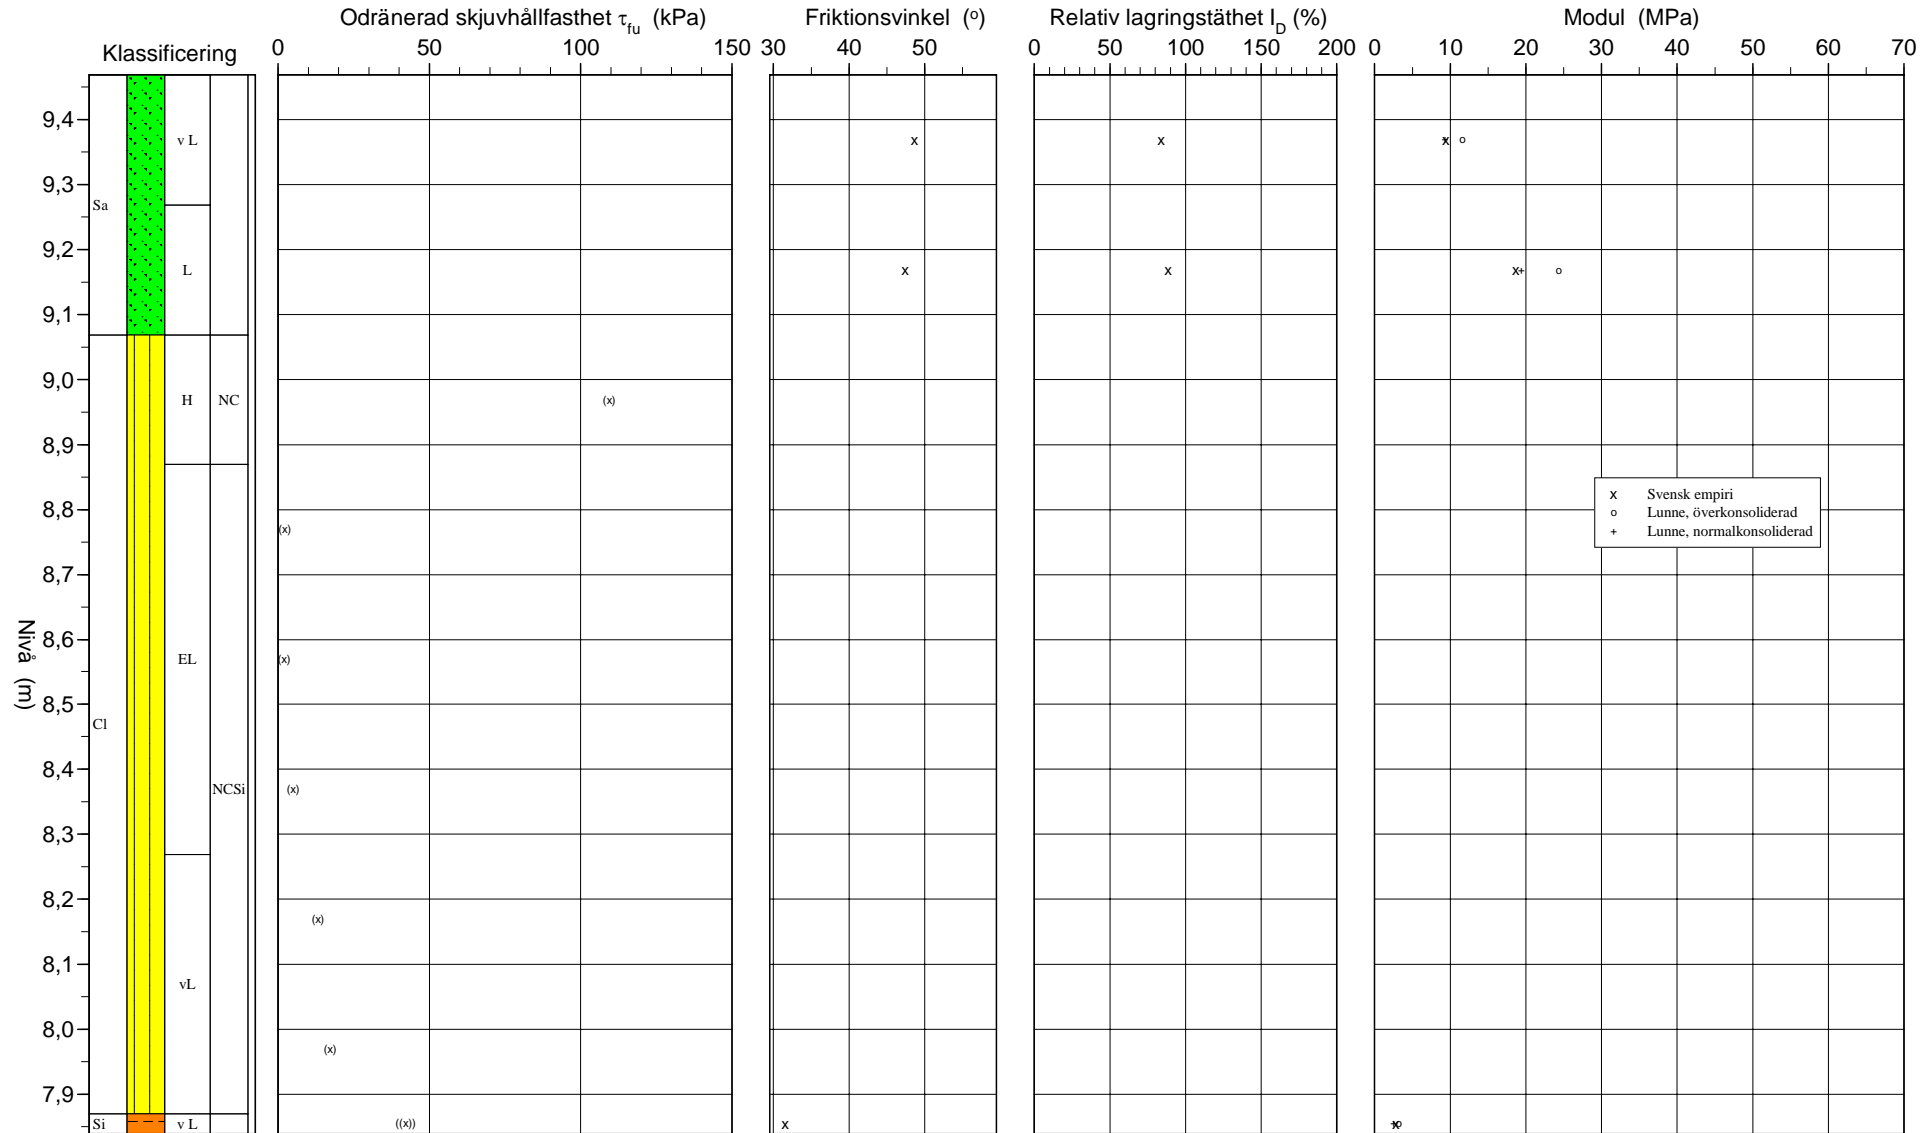 Odränerad skjuvhållfasthet τfu (kPa)
Friktionsvinkel (o)
Relativ lagringstäthet ID (%)
Modul (MPa)
Klassificering
0 50 100 150
30 40 50
0 50 100 150 200
0 10 20 30 40 50 60 70
Nivå (m)
9,4
9,3
9,2
9,1
9,0
8,9
8,8
8,7
8,6
8,5
8,4
8,3
8,2
8,1
8,0
7,9
Sa
v L
L
Cl
H NC
EL
NCSi
vL
Si v L
(x)
(x)
(x)
(x)
(x)
(x)
((x))
x Svensk empiri
o Lunne, överkonsoliderad
+ Lunne, normalkonsoliderad